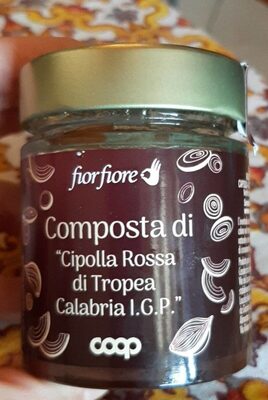 fiorfiore
Composta di
“Cipolla Rossa
di Tropea
Calabria I.G.P.”
coop